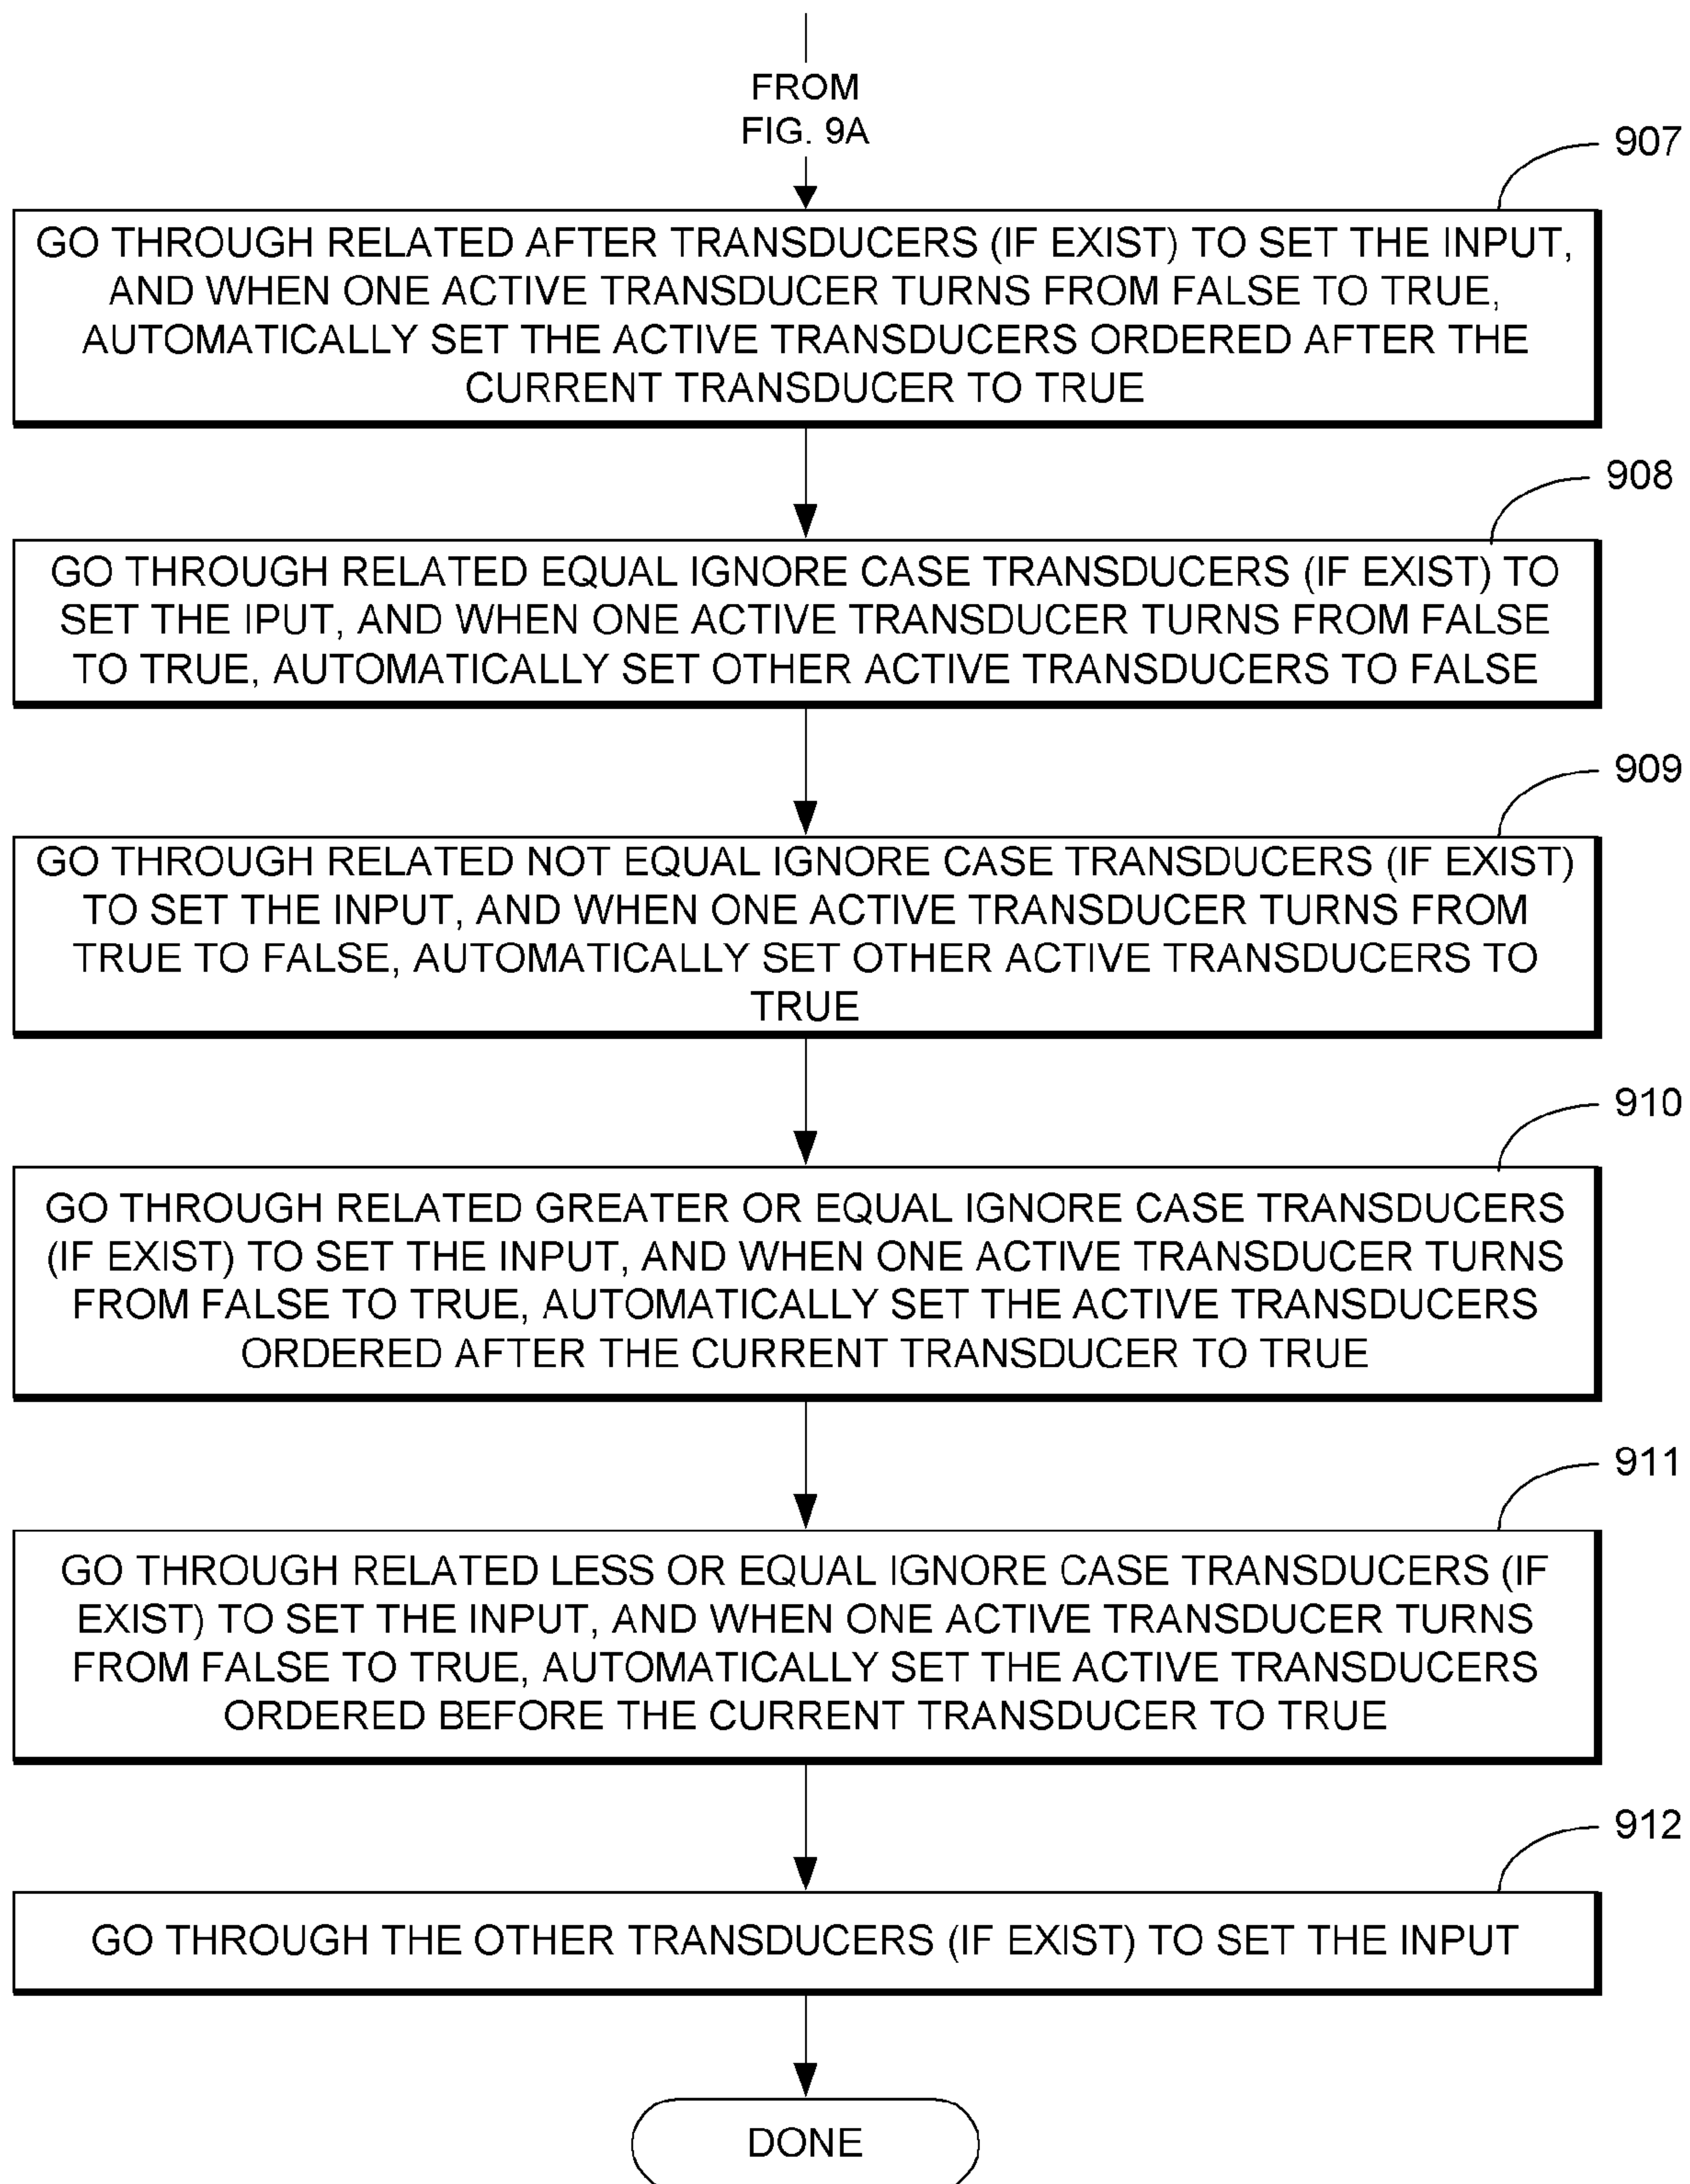 FROM
FIG. 9A
907
GO THROUGH RELATED AFTER TRANSDUCERS (IF EXIST) TO SET THE INPUT,
AND WHEN ONE ACTIVE TRANSDUCER TURNS FROM FALSE TO TRUE,
AUTOMATICALLY SET THE ACTIVE TRANSDUCERS ORDERED AFTER THE
CURRENT TRANSDUCER TO TRUE
908
GO THROUGH RELATED EQUAL IGNORE CASE TRANSDUCERS (IF EXIST) TO
SET THE IPUT, AND WHEN ONE ACTIVE TRANSDUCER TURNS FROM FALSE
TO TRUE, AUTOMATICALLY SET OTHER ACTIVE TRANSDUCERS TO FALSE
909
GO THROUGH RELATED NOT EQUAL IGNORE CASE TRANSDUCERS (IF EXIST)
TO SET THE INPUT, AND WHEN ONE ACTIVE TRANSDUCER TURNS FROM
TRUE TO FALSE, AUTOMATICALLY SET OTHER ACTIVE TRANSDUCERS TO
TRUE
910
GO THROUGH RELATED GREATER OR EQUAL IGNORE CASE TRANSDUCERS
(IF EXIST) TO SET THE INPUT, AND WHEN ONE ACTIVE TRANSDUCER TURNS
FROM FALSE TO TRUE, AUTOMATICALLY SET THE ACTIVE TRANSDUCERS
ORDERED AFTER THE CURRENT TRANSDUCER TO TRUE
911
GO THROUGH RELATED LESS OR EQUAL IGNORE CASE TRANSDUCERS (IF
EXIST) TO SET THE INPUT, AND WHEN ONE ACTIVE TRANSDUCER TURNS
FROM FALSE TO TRUE, AUTOMATICALLY SET THE ACTIVE TRANSDUCERS
ORDERED BEFORE THE CURRENT TRANSDUCER TO TRUE
912
GO THROUGH THE OTHER TRANSDUCERS (IF EXIST) TO SET THE INPUT
DONE